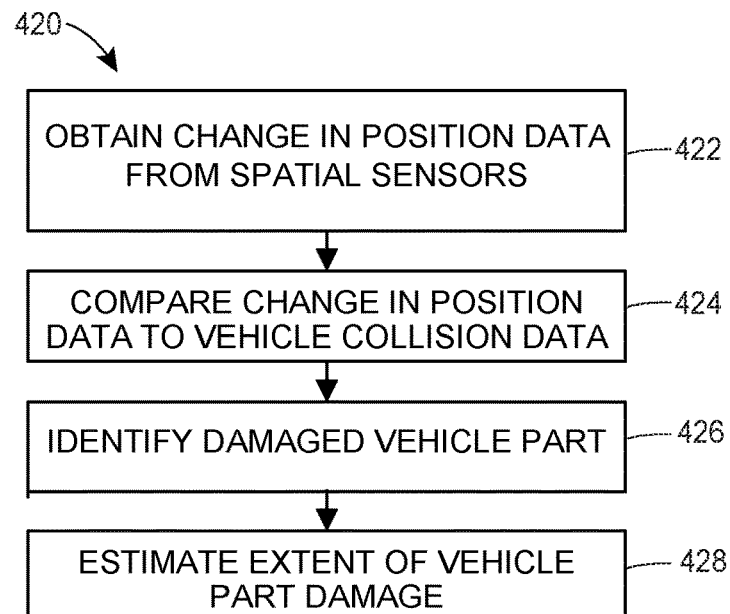 420
OBTAIN CHANGE IN POSITION DATA
FROM SPATIAL SENSORS
422
COMPARE CHANGE IN POSITION
DATA TO VEHICLE COLLISION DATA
424
IDENTIFY DAMAGED VEHICLE PART
426
ESTIMATE EXTENT OF VEHICLE
PART DAMAGE
428